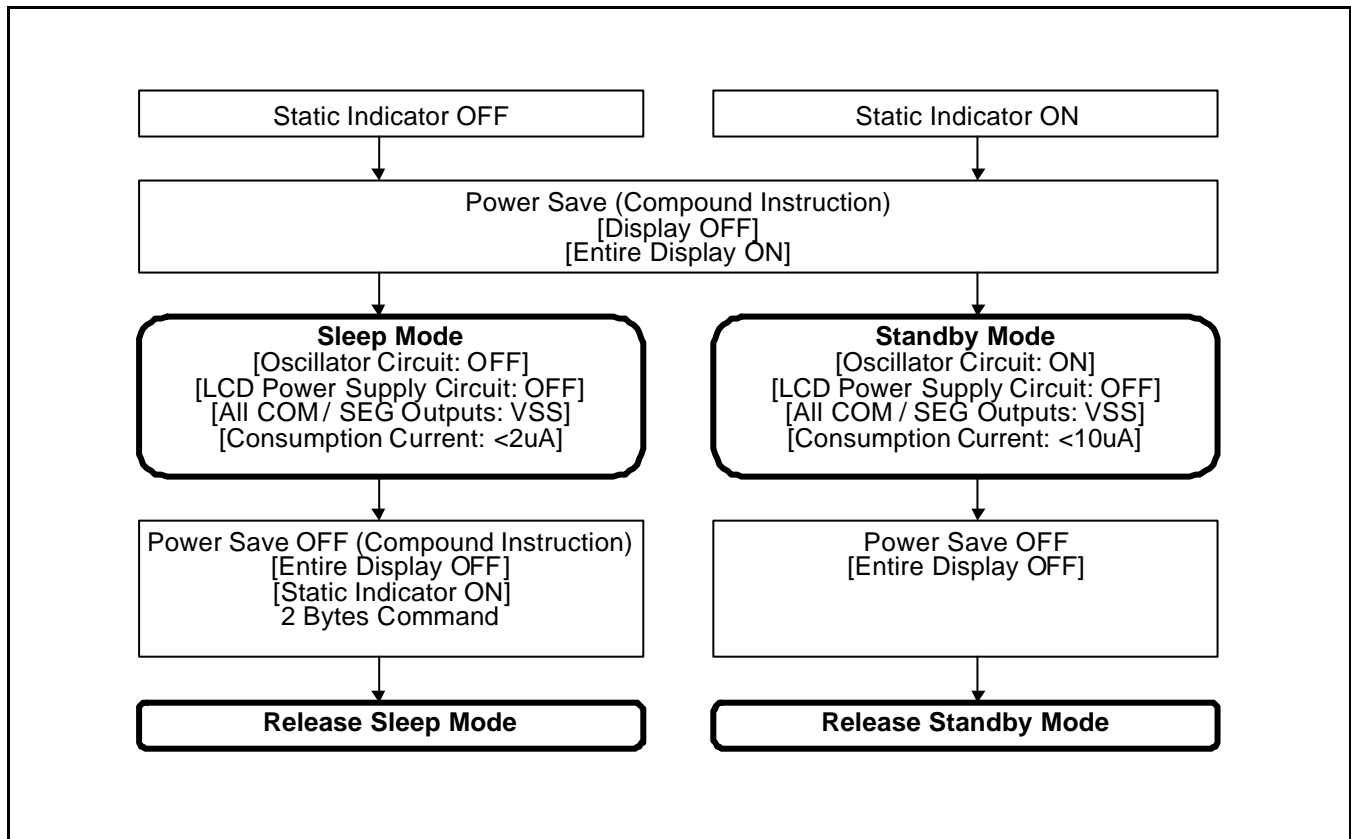 Static Indicator OFF
Static Indicator ON
Power Save (Compound Instruction)
[Display OFF]
[Entire Display ON]
Sleep Mode
[Oscillator Circuit: OFF]
[LCD Power Supply Circuit: OFF]
[All COM / SEG Outputs: VSS]
[Consumption Current: <2uA]
Standby Mode
[Oscillator Circuit: ON]
[LCD Power Supply Circuit: OFF]
[All COM / SEG Outputs: VSS]
[Consumption Current: <10uA]
Power Save OFF (Compound Instruction)
[Entire Display OFF]
[Static Indicator ON]
2 Bytes Command
Power Save OFF
[Entire Display OFF]
Release Sleep Mode
Release Standby Mode